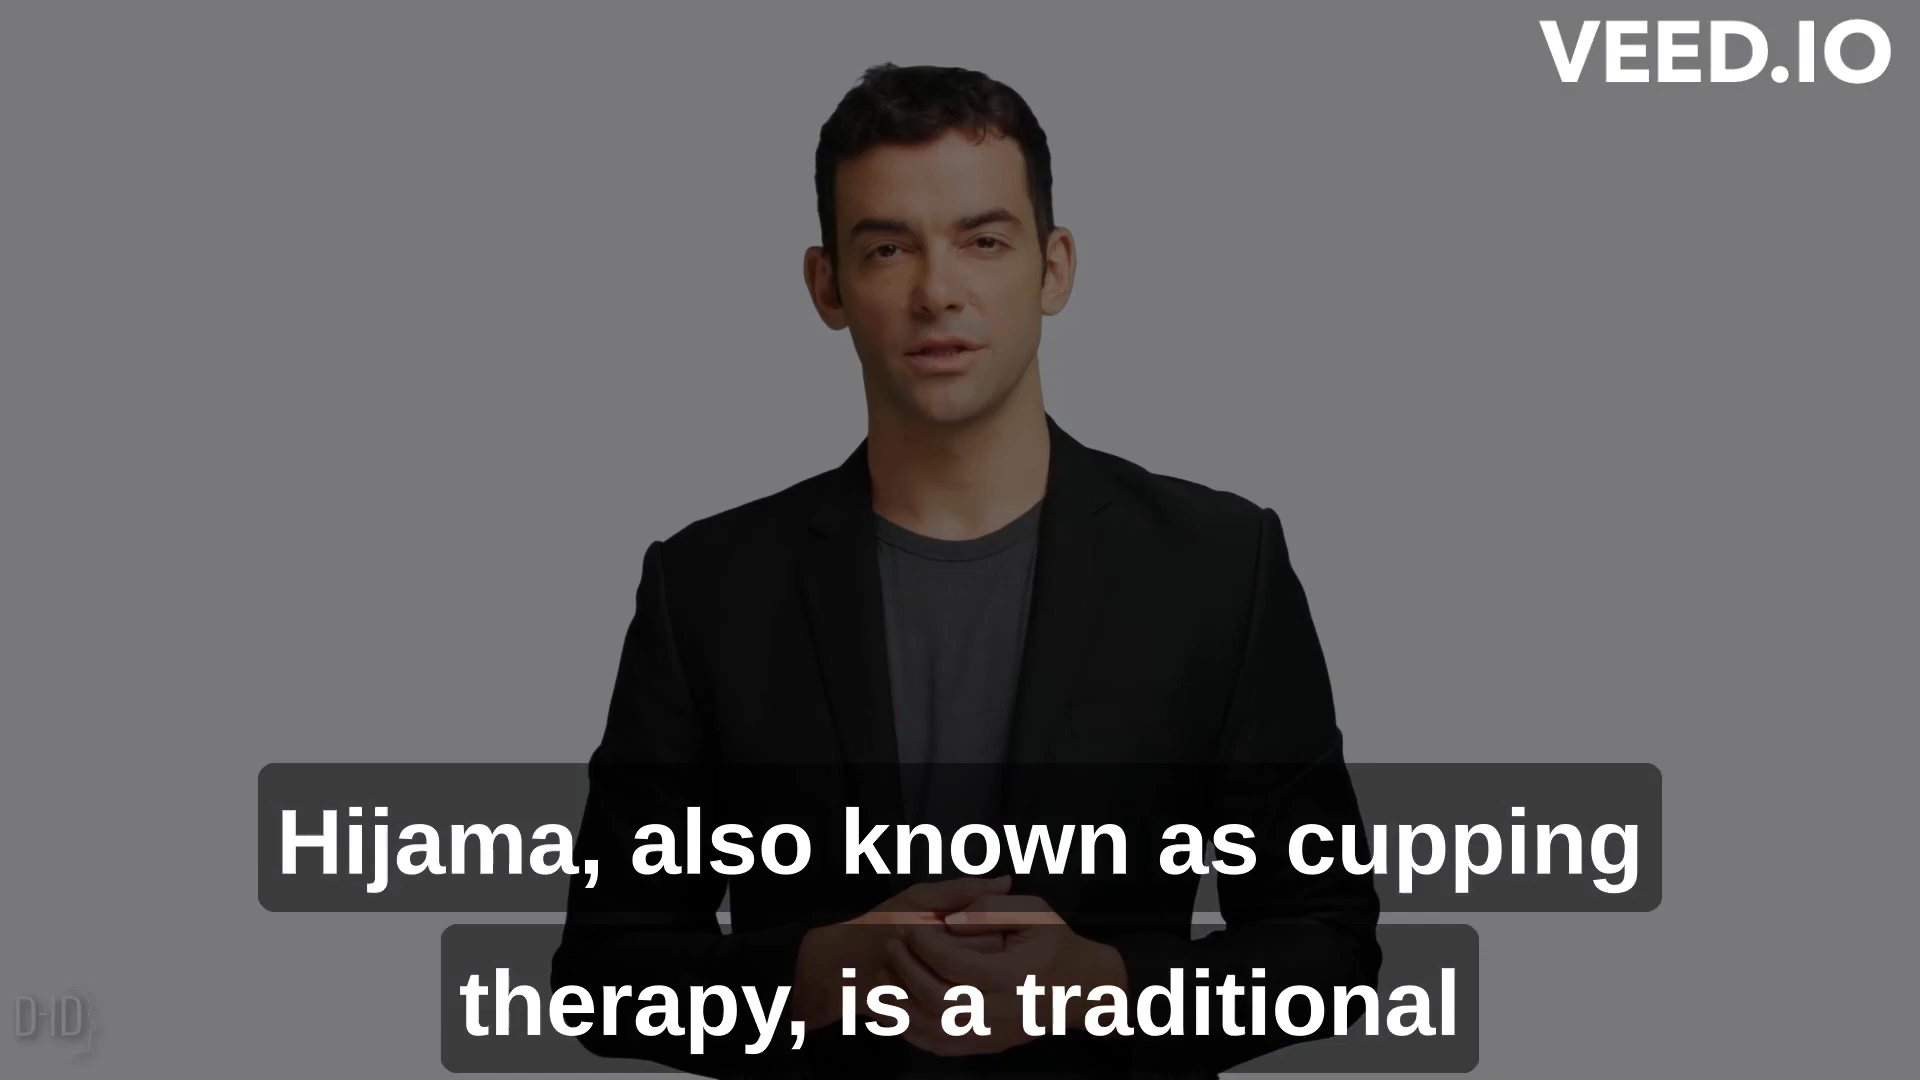 VEED.IO
Hijama, also known as cupping
therapy, is a traditional
D-ID